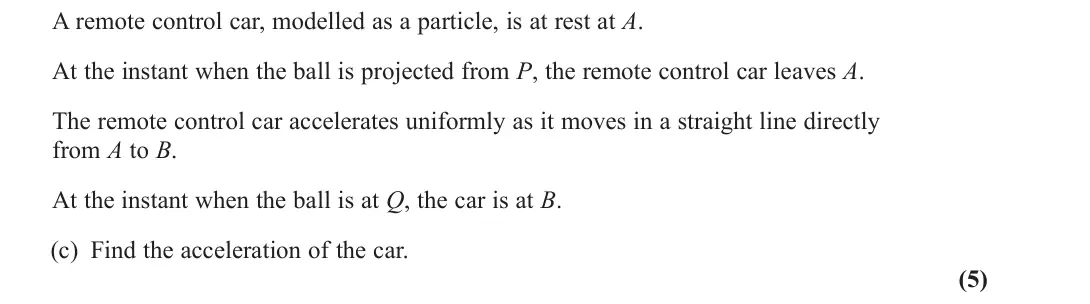 A remote control car, modelled as a particle, is at rest at A.
At the instant when the ball is projected from P, the remote control car leaves A.
The remote control car accelerates uniformly as it moves in a straight line directly
from A to B.
At the instant when the ball is at Q, the car is at B.
(c) Find the acceleration of the car.
(5)